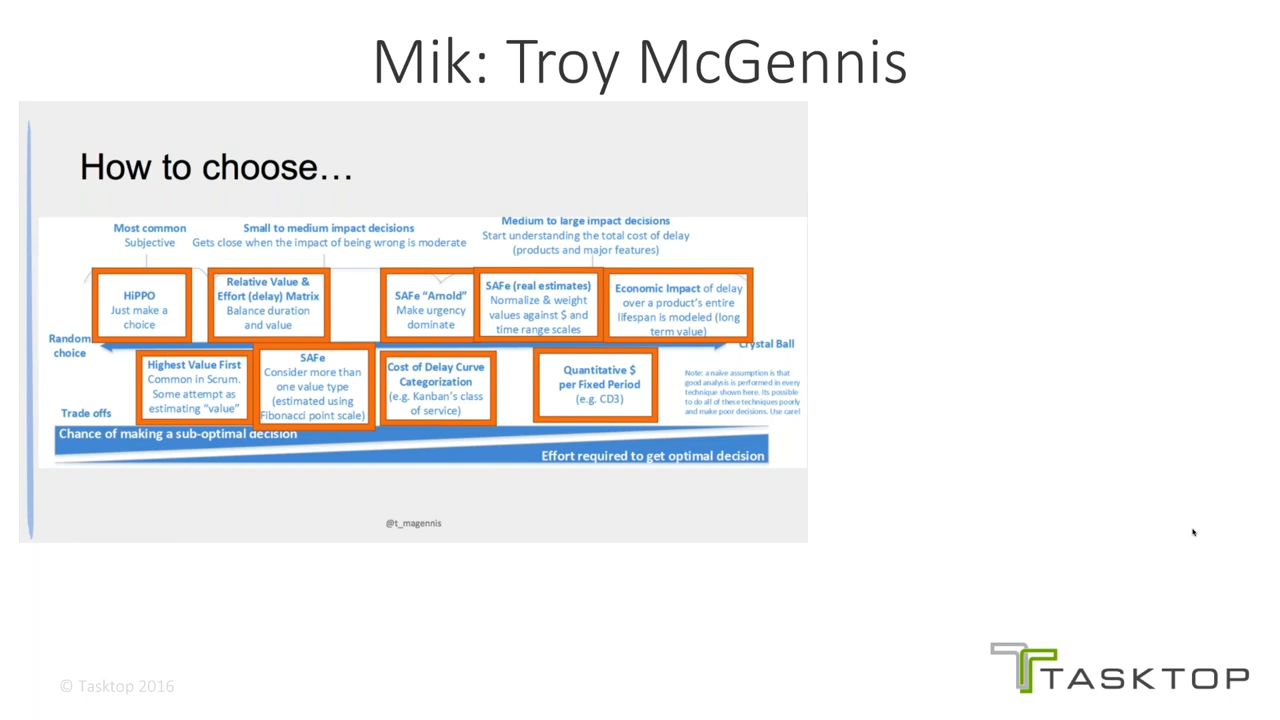 Mik: Troy McGennis
How to choose…
Most common
Subjective
Small to medium impact decisions
Gets close when the impact of being wrong is moderate
Medium to large impact decisions
Start understanding the total cost of delay
(products and major features)
HiPPO
Just make a
choice
Relative Value &
Effort (delay) Matrix
Balance duration
and value
SAFe “Arnold”
Make urgency
dominate
SAFe (real estimates)
Normalize & weight
values against $ and
time range scales
Economic Impact of delay
over a product’s entire
lifespan is modeled (long
term value)
Random
choice
Crystal Ball
Highest Value First
Common in Scrum.
Some attempt as
estimating “value”
SAFe
Consider more than
one value type
(estimated using
Fibonacci point scale)
Cost of Delay Curve
Categorization
(e.g. Kanban’s class
of service)
Quantitative $
per Fixed Period
(e.g. CD3)
Note: a naive assumption is that
good analysis is performed in every
technique shown here. Its possible
to do all of these techniques poorly
and make poor decisions. Use care!
Trade offs
Chance of making a sub-optimal decision
Effort required to get optimal decision
@t_magennis
© Tasktop 2016
TASKTOP